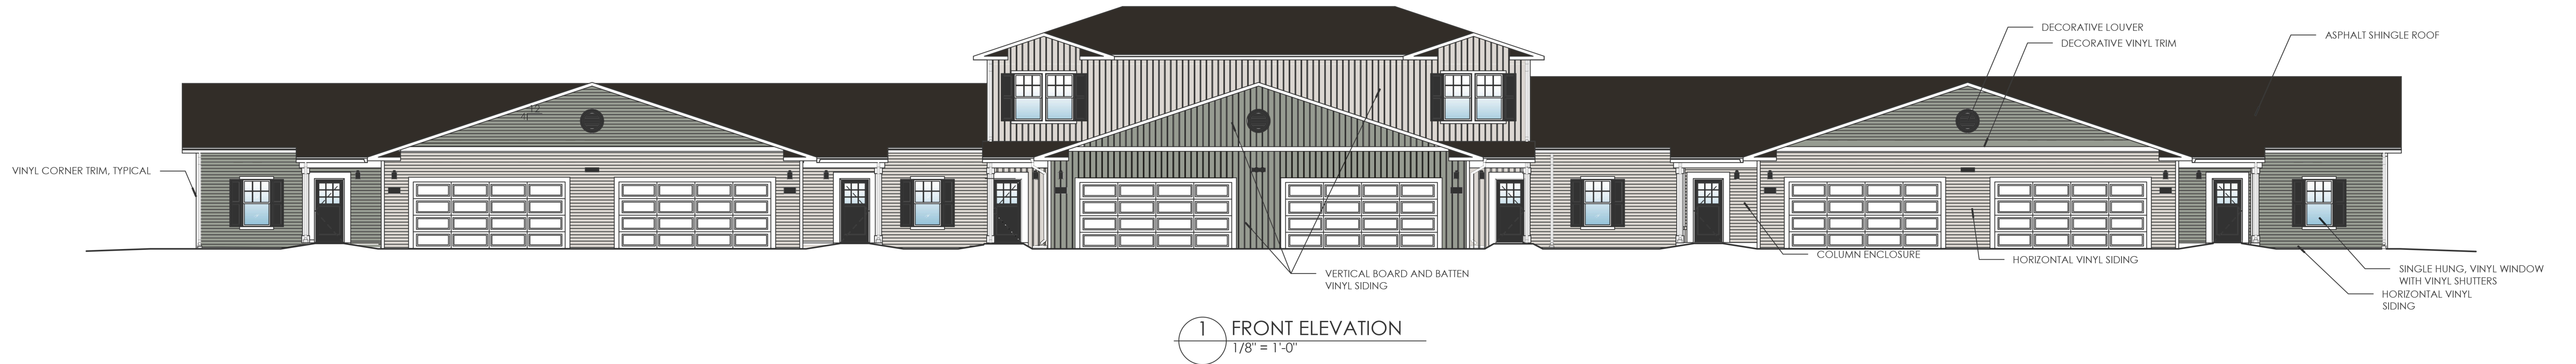 DECORATIVE LOUVER
DECORATIVE VINYL TRIM
ASPHALT SHINGLE ROOF
12
4
VINYL CORNER TRIM, TYPICAL
COLUMN ENCLOSURE
HORIZONTAL VINYL SIDING
VERTICAL BOARD AND BATTEN
VINYL SIDING
SINGLE HUNG, VINYL WINDOW
WITH VINYL SHUTTERS
HORIZONTAL VINYL
SIDING
1 FRONT ELEVATION
1/8" = 1'-0"